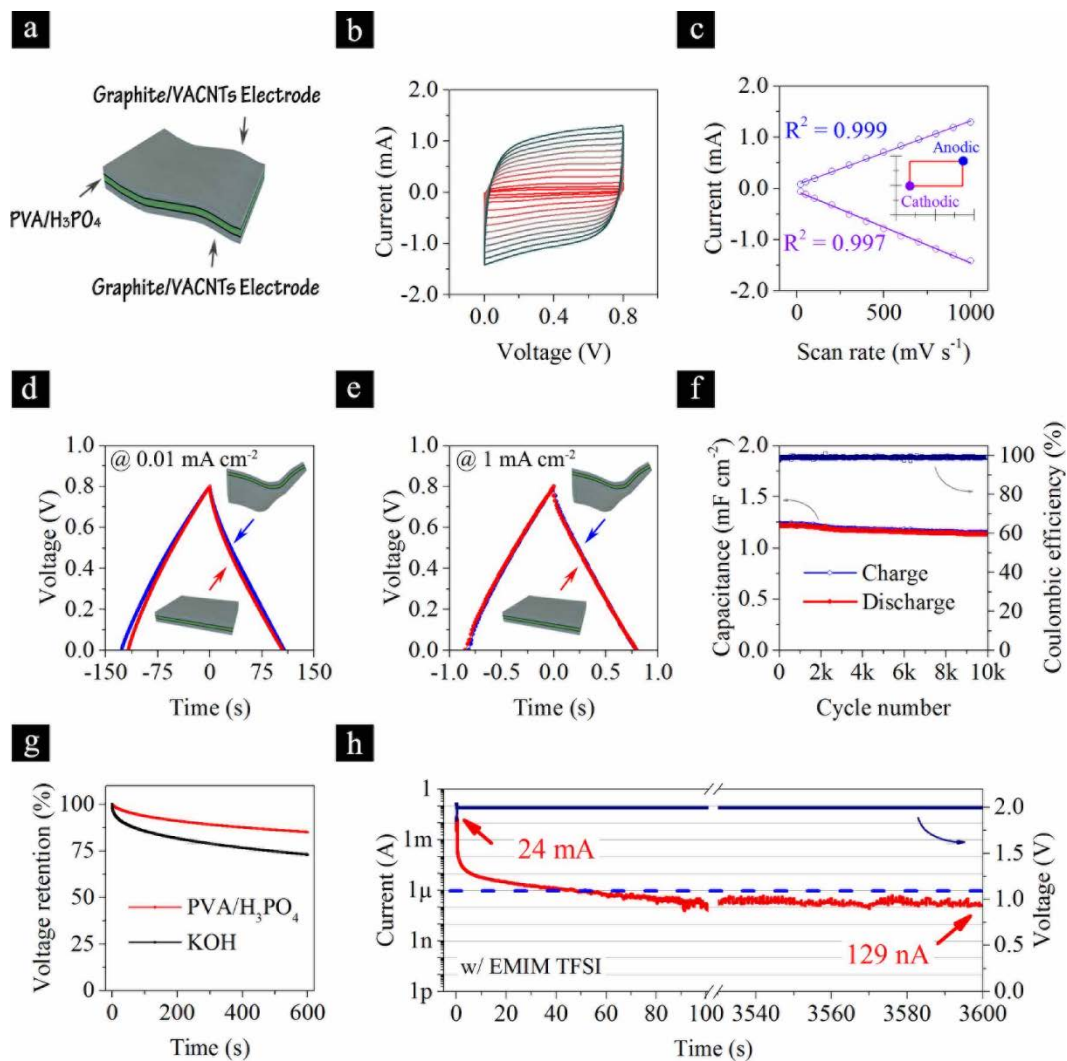 a
Graphite/VACNTs Electrode
PVA/H₃PO₄
Graphite/VACNTs Electrode
b
Current (mA)
2.0
1.0
0.0
-1.0
-2.0
0.0 0.4 0.8
Voltage (V)
c
Current (mA)
2.0
1.0
0.0
1.0
2.0
R² = 0.999
Anodic
Cathodic
R² = 0.997
0 500 1000
Scan rate (mV s⁻¹)
d
Voltage (V)
1.0
0.8
0.6
0.4
0.2
0.0
@ 0.01 mA cm⁻²
-150 -75 0 75 150
Time (s)
e
Voltage (V)
1.0
0.8
0.6
0.4
0.2
0.0
@ 1 mA cm⁻²
-1.0 -0.5 0.0 0.5 1.0
Time (s)
f
Capacitance (mF cm⁻²)
2.0
1.5
1.0
0.5
0.0
Charge
Discharge
100
80
60
40
20
0
Coulombic efficiency (%)
0 2k 4k 6k 8k 10k
Cycle number
g
Voltage retention (%)
100
75
50
25
0
PVA/H₃PO₄
KOH
0 200 400 600
Time (s)
h
Current (A)
1
1m
1μ
1n
1p
24 mA
129 nA
w/ EMIM TFSI
2.0
1.5
1.0
0.5
0.0
Voltage (V)
0 20 40 60 80 100 3540 3560 3580 3600
Time (s)